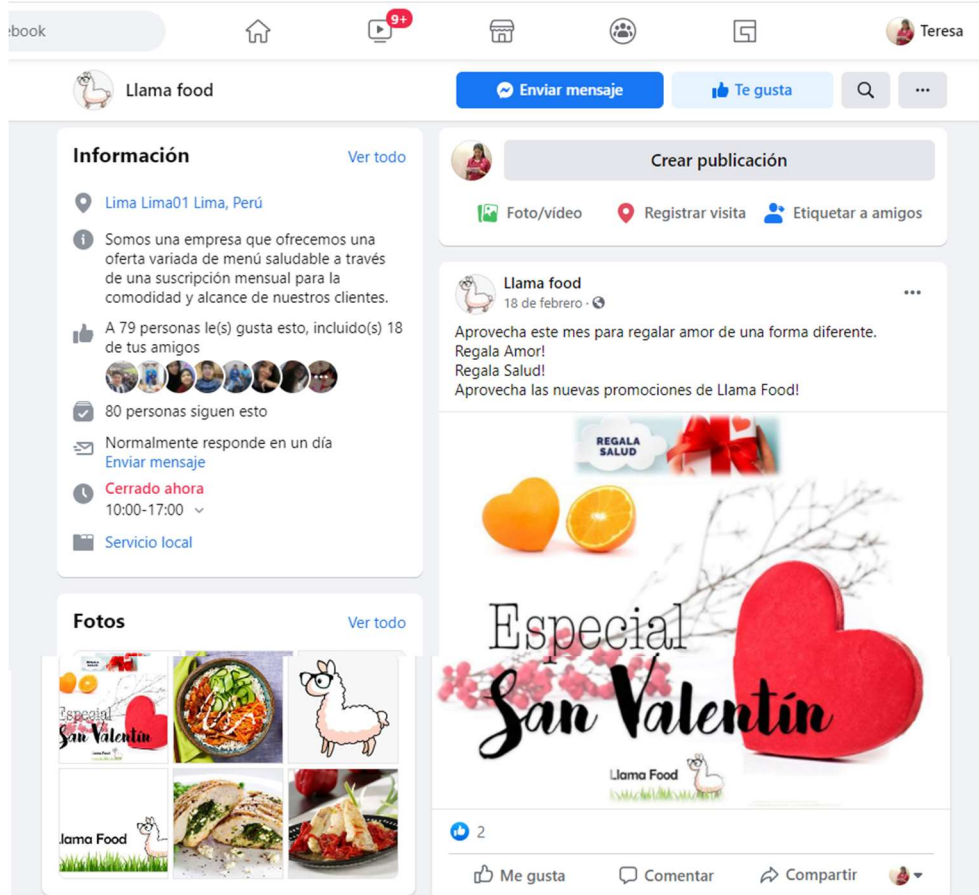 ebook
9+
Teresa
Llama food
Enviar mensaje
Te gusta
Información
Ver todo
Lima Lima01 Lima, Perú
Somos una empresa que ofrecemos una
oferta variada de menú saludable a través
de una suscripción mensual para la
comodidad y alcance de nuestros clientes.
A 79 personas le(s) gusta esto, incluido(s) 18
de tus amigos
80 personas siguen esto
Normalmente responde en un día
Enviar mensaje
Cerrado ahora
10:00-17:00
Servicio local
Fotos
Ver todo
Especial
San Valentín
Llama Food
lama Food
Crear publicación
Foto/vídeo
Registrar visita
Etiquetar a amigos
Llama food
18 de febrero
Aprovecha este mes para regalar amor de una forma diferente.
Regala Amor!
Regala Salud!
Aprovecha las nuevas promociones de Llama Food!
REGALA
SALUD
Especial
San Valentín
Llama Food
2
Me gusta
Comentar
Compartir